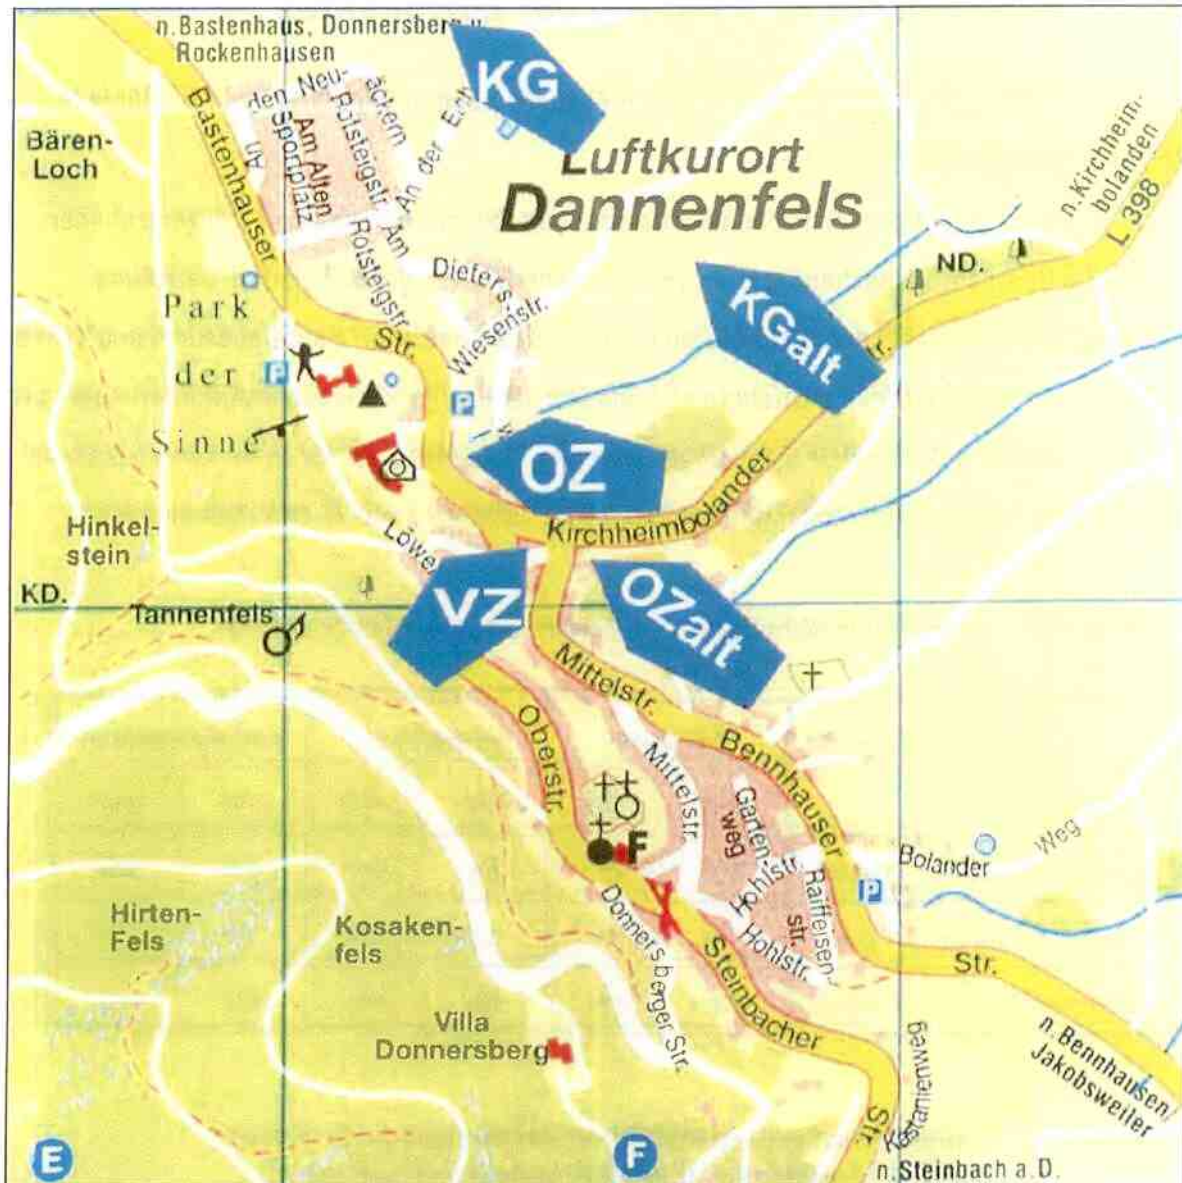 n. Bastenhaus, Donnersberg u.
Rockenhausen
KG
Bären-
Loch
Bastenhauser
An
den Neu-
äckern
Am Alten
Sportplatz
Rotsteigstr.
Am
An der
Luftkurort
Dannenfels
n. Kirchheim-
bolanden
L 398
ND.
Rotsteigstr.
Dieters-
Wiesenstr.
Park
der
Sinne
Str.
P
P
KGalt
tr.
OZ
Kirchheimbolander
Hinkel-
stein
KD.
Tannenfels
VZ
OZalt
Mittelstr.
Oberstr.
Mittelstr.
Bennhauser
Garten-
weg
F
Hohlstr.
Raiffeisen-
str.
Bolander
Weg
P
Hirten-
Fels
Kosaken-
fels
Donnersberger Str.
Steinbacher
Hohlstr.
Str.
Villa
Donnersberg
n. Bennhausen/
Jakobsweiler
Kastanienweg
Str.
n. Steinbach a.D.
E
F